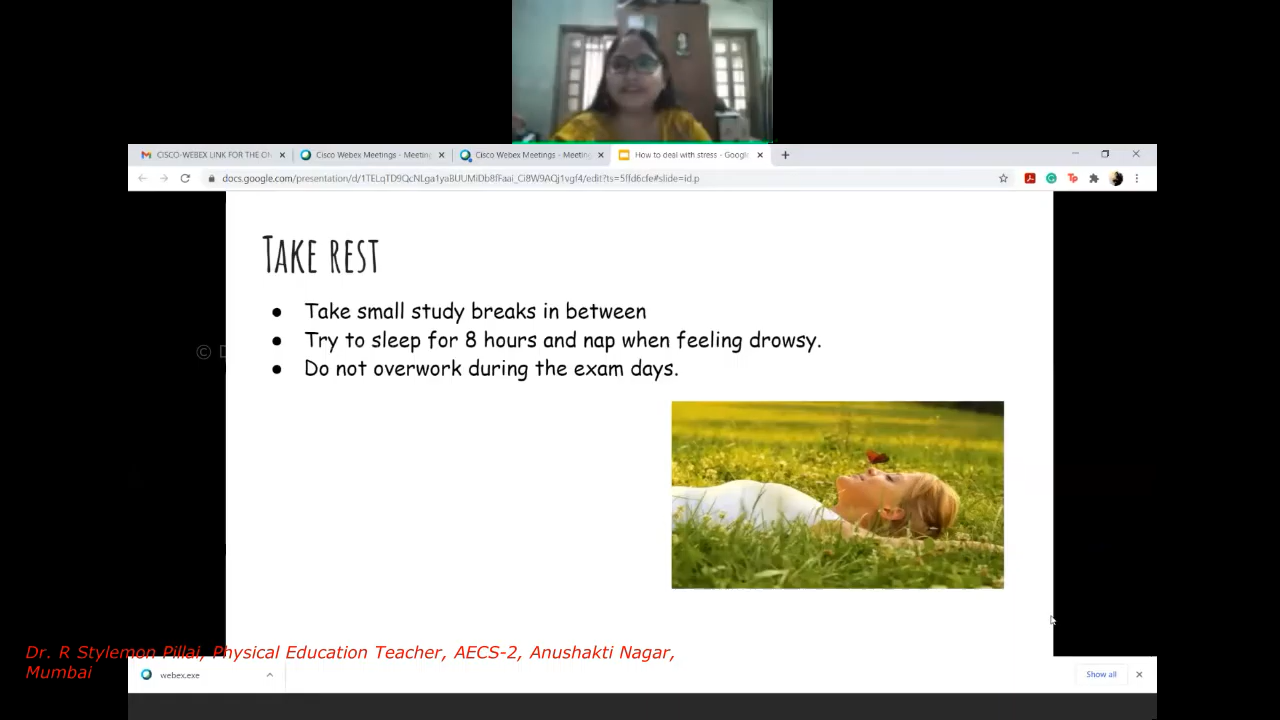 CISCO-WEBEX LINK FOR THE
Cisco Webex Meetings - Meeting
Cisco Webex Meetings - Meeting
How to deal with stress - Google
docs.google.com/presentation/d/1TELqTD9QcNLga1yaBUUMiDb8fFaai_Ci8W9AQj1vgf4/edit?ts=5ffd6cfe#slide=id.p
TAKE REST
● Take small study breaks in between
● Try to sleep for 8 hours and nap when feeling drowsy.
● Do not overwork during the exam days.
©
Dr. R Stylemon Pillai, Physical Education Teacher, AECS-2, Anushakti Nagar,
Mumbai
webex.exe
Show all